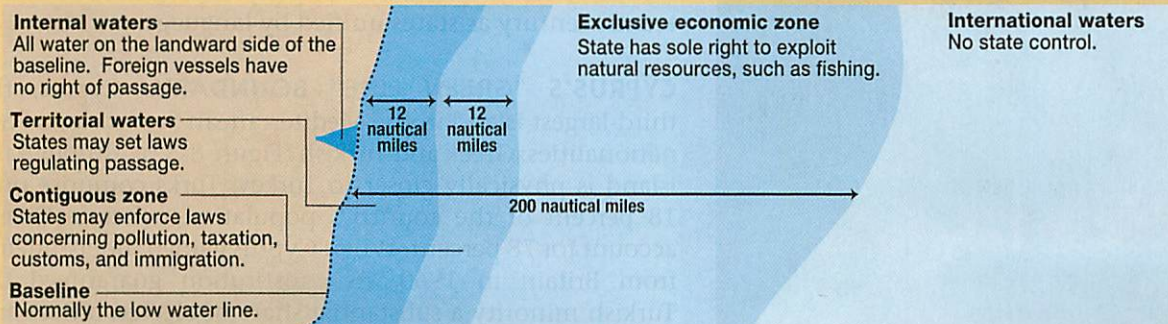 Internal waters
All water on the landward side of the
baseline. Foreign vessels have
no right of passage.
Territorial waters
States may set laws
regulating passage.
Contiguous zone
States may enforce laws
concerning pollution, taxation,
customs, and immigration.
Baseline
Normally the low water line.
12
nautical
miles
12
nautical
miles
200 nautical miles
Exclusive economic zone
State has sole right to exploit
natural resources, such as fishing.
International waters
No state control.